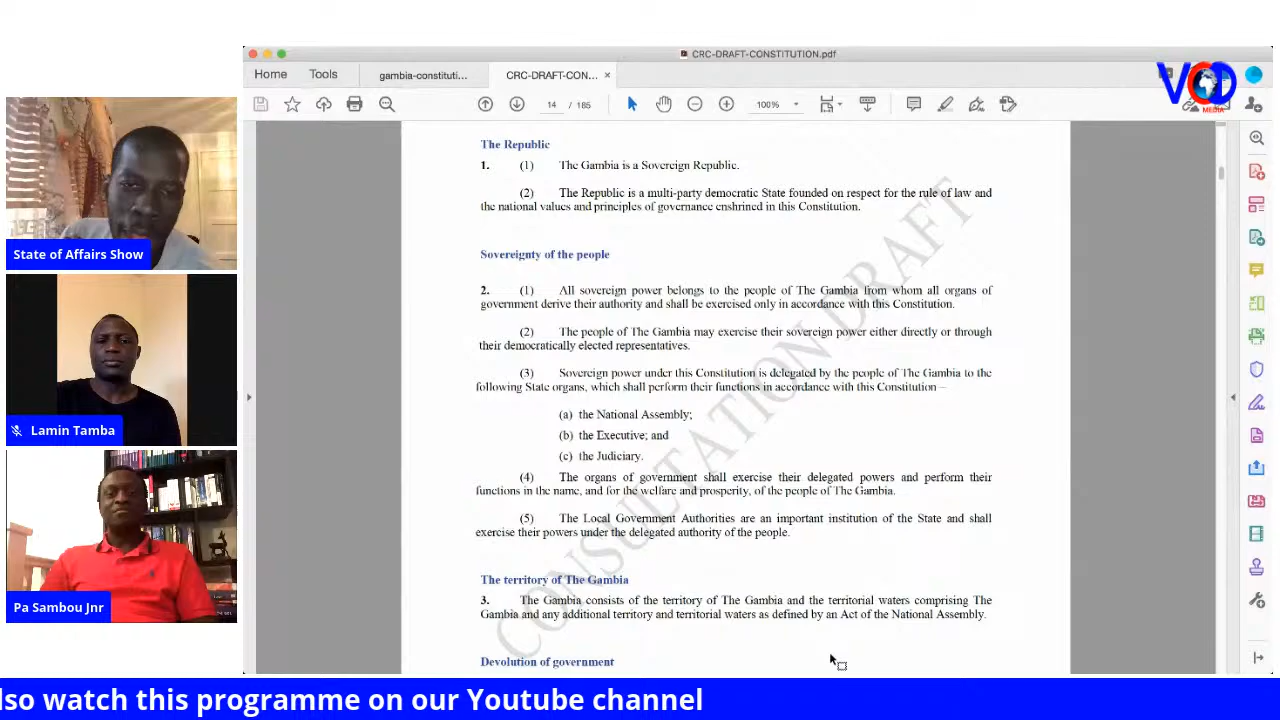 CRC-DRAFT-CONSTITUTION.pdf
Home Tools gambia-constituti... CRC-DRAFT-CON... ×
VOD
MEDIA
14 / 185 100%
The Republic
1. (1) The Gambia is a Sovereign Republic.
(2) The Republic is a multi-party democratic State founded on respect for the rule of law and
the national values and principles of governance enshrined in this Constitution.
Sovereignty of the people
2. (1) All sovereign power belongs to the people of The Gambia from whom all organs of
government derive their authority and shall be exercised only in accordance with this Constitution.
(2) The people of The Gambia may exercise their sovereign power either directly or through
their democratically elected representatives.
(3) Sovereign power under this Constitution is delegated by the people of The Gambia to the
following State organs, which shall perform their functions in accordance with this Constitution –
(a) the National Assembly;
(b) the Executive; and
(c) the Judiciary.
(4) The organs of government shall exercise their delegated powers and perform their
functions in the name, and for the welfare and prosperity, of the people of The Gambia.
(5) The Local Government Authorities are an important institution of the State and shall
exercise their powers under the delegated authority of the people.
The territory of The Gambia
3. The Gambia consists of the territory of The Gambia and the territorial waters comprising The
Gambia and any additional territory and territorial waters as defined by an Act of the National Assembly.
Devolution of government
CONSULTATION DRAFT
State of Affairs Show
Lamin Tamba
Pa Sambou Jnr
lso watch this programme on our Youtube channel